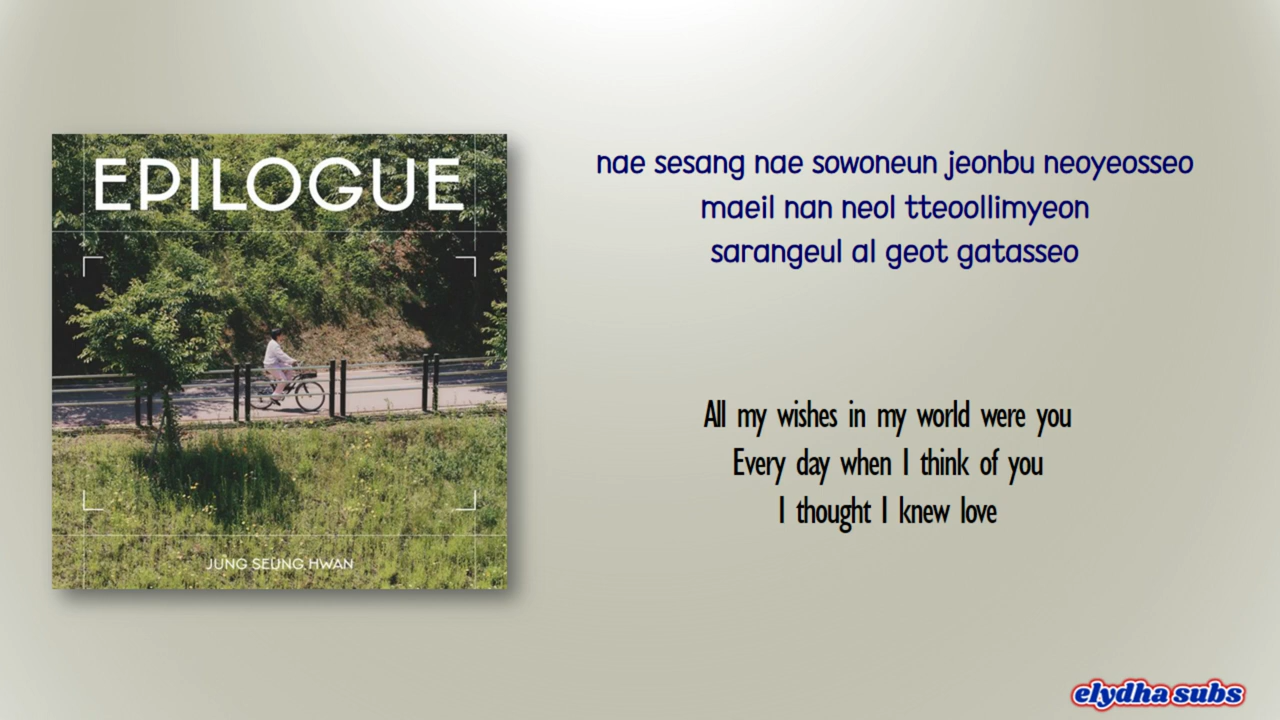 EPILOGUE
JUNG SEUNG HWAN
nae sesang nae sowoneun jeonbu neoyeosseo
maeil nan neol tteoollimyeon
sarangeul al geot gatasseo
All my wishes in my world were you
Every day when I think of you
I thought I knew love
elydha subs